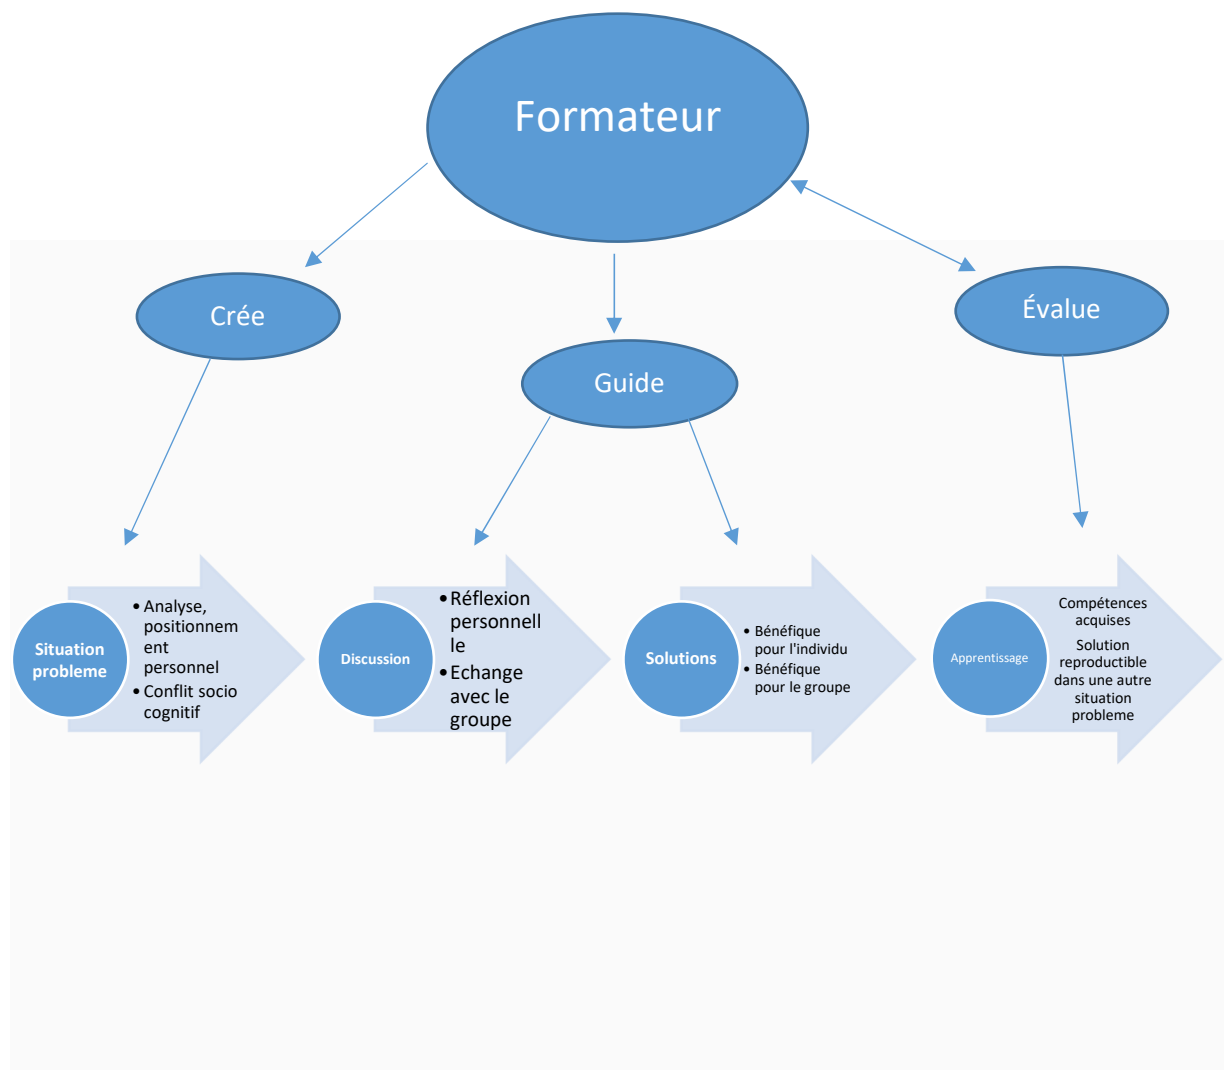 Formateur
Crée
Évalue
Guide
Situation
probleme
• Analyse,
positionnem
ent
personnel
• Conflit socio
cognitif
Discussion
• Réflexion
personnell
le
• Echange
avec le
groupe
Solutions
• Bénéfique
pour l'individu
• Bénéfique
pour le groupe
Apprentissage
Compétences
acquises
Solution
reproductible
dans une autre
situation
probleme